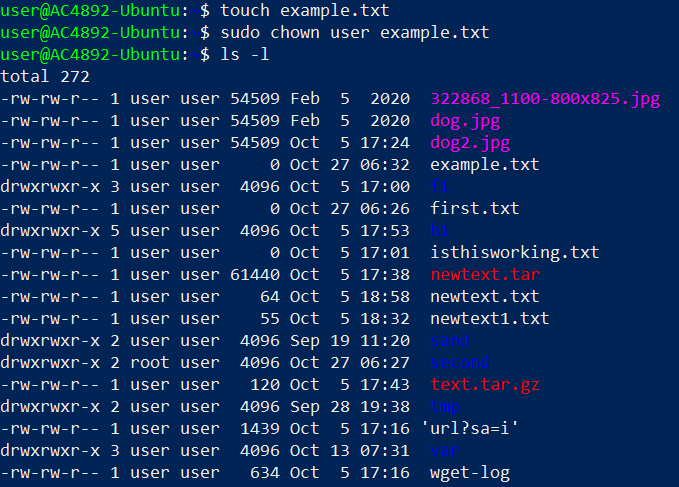 user@AC4892-Ubuntu:~$ touch example.txt
user@AC4892-Ubuntu:~$ sudo chown user example.txt
user@AC4892-Ubuntu:~$ ls -l
total 272
-rw-rw-r-- 1 user user 54509 Feb  5  2020  322868_1100-800x825.jpg
-rw-rw-r-- 1 user user 54509 Feb  5  2020  dog.jpg
-rw-rw-r-- 1 user user 54509 Oct  5 17:24  dog2.jpg
-rw-rw-r-- 1 user user     0 Oct 27 06:32  example.txt
drwxrwxr-x 3 user user  4096 Oct  5 17:00  f1
-rw-rw-r-- 1 user user     0 Oct 27 06:26  first.txt
drwxrwxr-x 5 user user  4096 Oct  5 17:53
-rw-rw-r-- 1 user user     0 Oct  5 17:01  isthisworking.txt
-rw-rw-r-- 1 user user 61440 Oct  5 17:38  newtext.tar
-rw-rw-r-- 1 user user    64 Oct  5 18:58  newtext.txt
-rw-rw-r-- 1 user user    55 Oct  5 18:32  newtext1.txt
drwxrwxr-x 2 user user  4096 Sep 19 11:20
drwxrwxr-x 2 root user  4096 Oct 27 06:27  second
-rw-rw-r-- 1 user user   120 Oct  5 17:43  text.tar.gz
drwxrwxr-x 2 user user  4096 Sep 28 19:38  tmp
-rw-rw-r-- 1 user user  1439 Oct  5 17:16 'url?sa=i'
drwxrwxr-x 3 user user  4096 Oct 13 07:31  var
-rw-rw-r-- 1 user user   634 Oct  5 17:16  wget-log